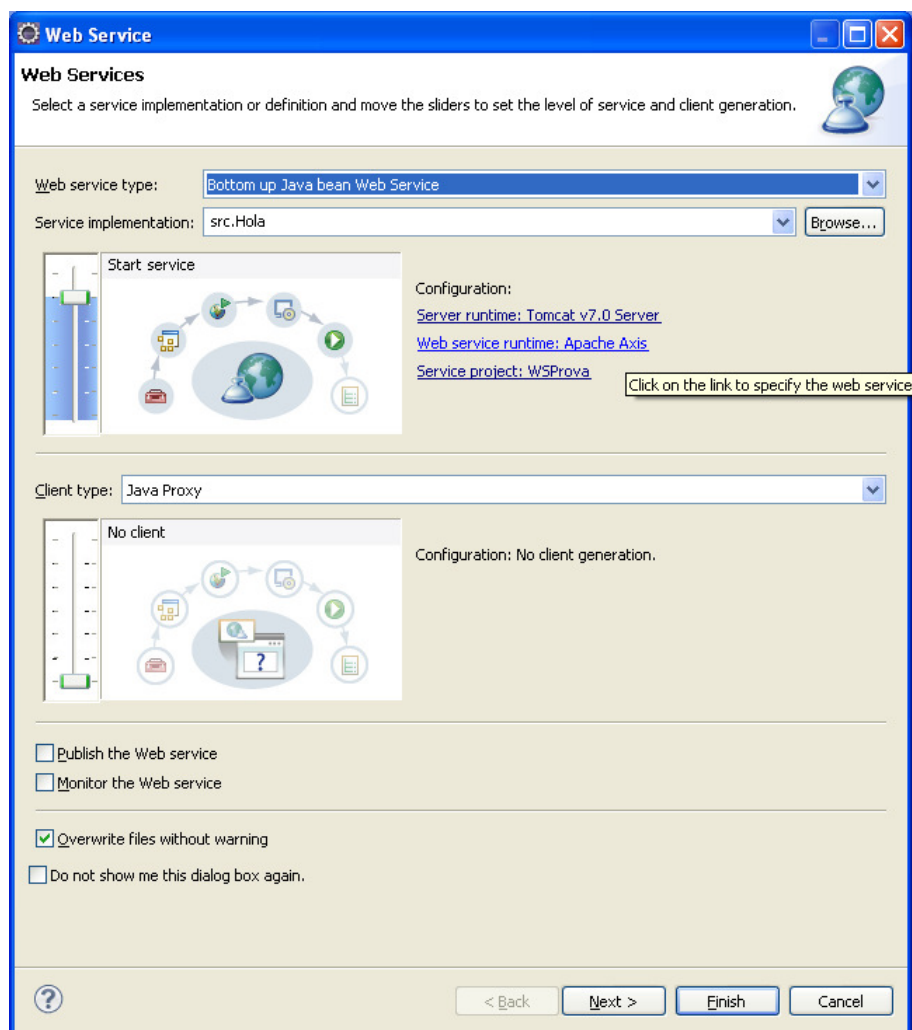 Web Service
Web Services
Select a service implementation or definition and move the sliders to set the level of service and client generation.
Web service type: Bottom up Java bean Web Service
Service implementation: src.Hola Browse...
Start service
Configuration:
Server runtime: Tomcat v7.0 Server
Web service runtime: Apache Axis
Service project: WSProva
Click on the link to specify the web service
Client type: Java Proxy
No client
Configuration: No client generation.
Publish the Web service
Monitor the Web service
Overwrite files without warning
Do not show me this dialog box again.
< Back Next > Finish Cancel